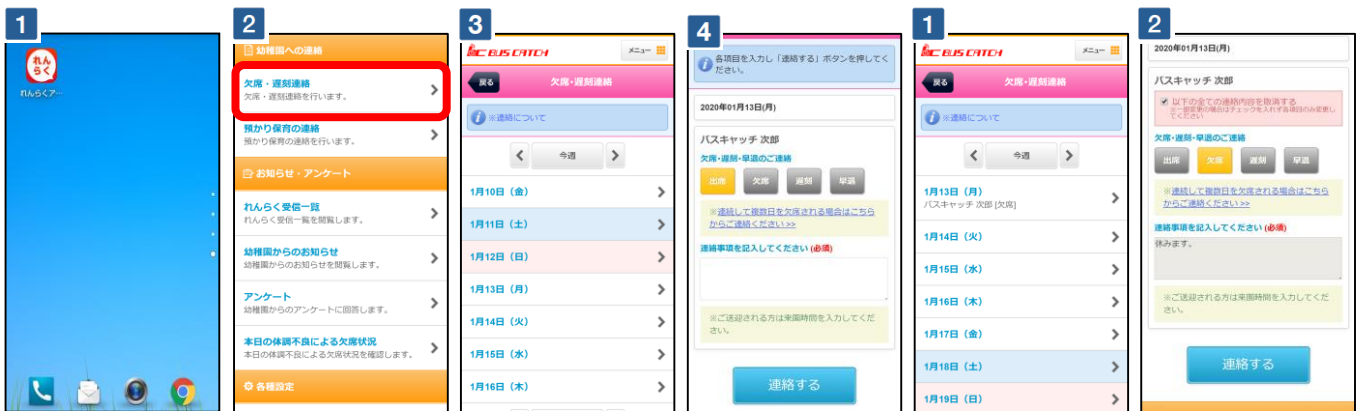 1
れん
らく
れんらくア…
2
幼稚園への連絡
欠席・遅刻連絡
欠席・遅刻連絡を行います。
預かり保育の連絡
預かり保育の連絡を行います。
お知らせ・アンケート
れんらく受信一覧
れんらく受信一覧を閲覧します。
幼稚園からのお知らせ
幼稚園からのお知らせを閲覧します。
アンケート
幼稚園からのアンケートに回答します。
本日の体調不良による欠席状況
本日の体調不良による欠席状況を確認します。
各種設定
3
BUS CATCH
メニュー
戻る
欠席・遅刻連絡
※連絡について
今週
1月10日（金）
1月11日（土）
1月12日（日）
1月13日（月）
1月14日（火）
1月15日（水）
1月16日（木）
4
各項目を入力し「連絡する」ボタンを押してく
ださい。
2020年01月13日(月)
バスキャッチ 次郎
欠席・遅刻・早退のご連絡
出席 欠席 遅刻 早退
※連続して複数日を欠席される場合はこちら
からご連絡ください>>
連絡事項を記入してください (必須)
※ご送迎される方は来園時間を入力してくだ
さい。
連絡する
1
BUS CATCH
メニュー
戻る
欠席・遅刻連絡
※連絡について
今週
1月13日（月）
バスキャッチ 次郎 [欠席]
1月14日（火）
1月15日（水）
1月16日（木）
1月17日（金）
1月18日（土）
1月19日（日）
2
2020年01月13日(月)
バスキャッチ 次郎
以下の全ての連絡内容を取消する
※一部変更の場合はチェックを入れず各項目のみ変更し
てください
欠席・遅刻・早退のご連絡
出席 欠席 遅刻 早退
※連続して複数日を欠席される場合はこちら
からご連絡ください>>
連絡事項を記入してください (必須)
休みます。
※ご送迎される方は来園時間を入力してくだ
さい。
連絡する